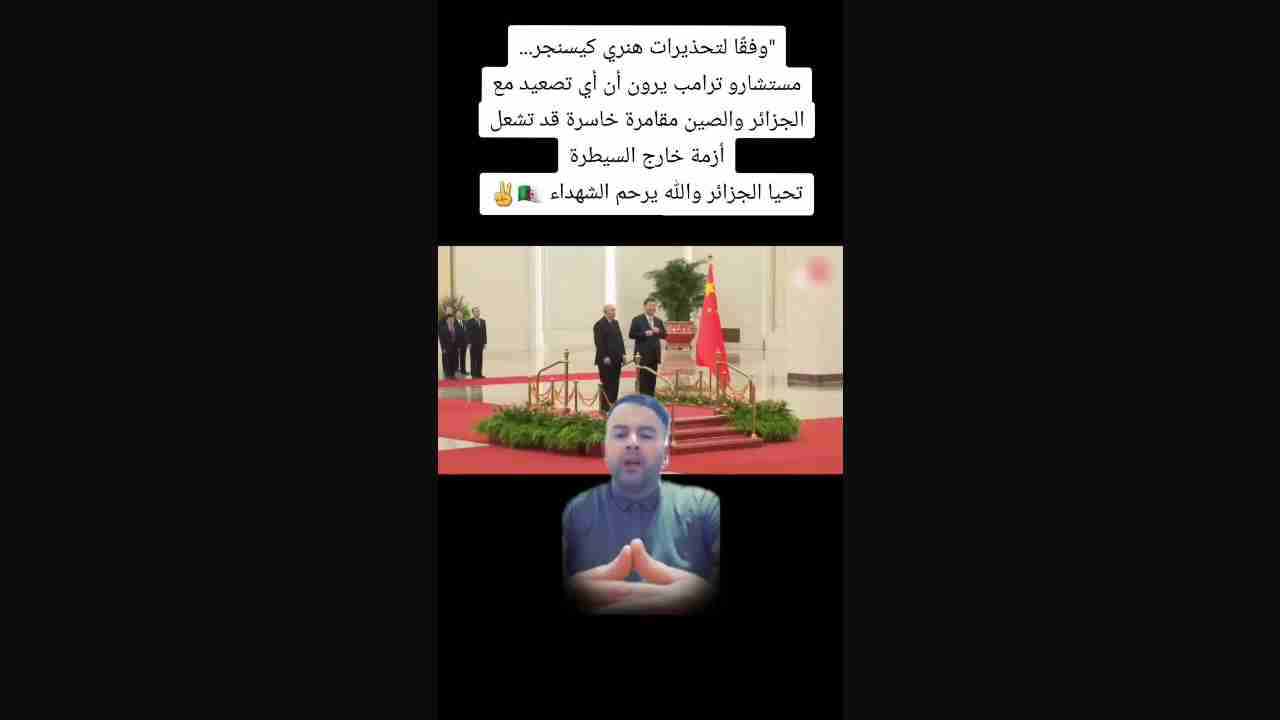 "وفقًا لتحذيرات هنري كيسنجر...
مستشارو ترامب يرون أن أي تصعيد مع
الجزائر والصين مقامرة خاسرة قد تشعل
أزمة خارج السيطرة
تحيا الجزائر والله يرحم الشهداء 🇩🇿✌️